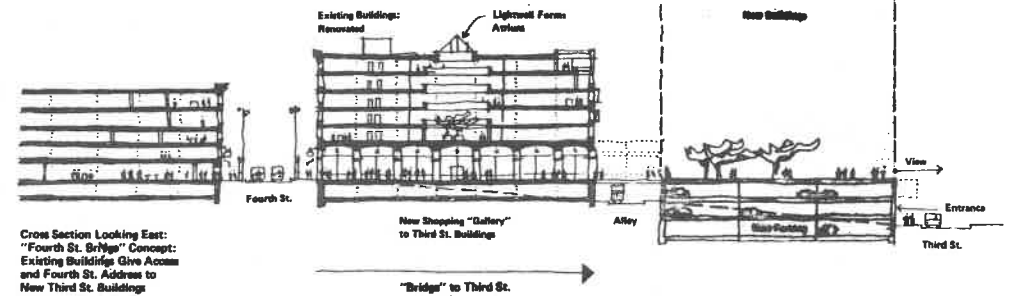 Existing Buildings:
Renovated
Lightwell Forms
Atrium
New Buildings
View
Entrance
Fourth St.
New Shopping "Gallery"
to Third St. Buildings
Alley
Third St.
Cross Section Looking East:
"Fourth St. Bridge" Concept:
Existing Buildings Give Access
and Fourth St. Address to
New Third St. Buildings
"Bridge" to Third St.